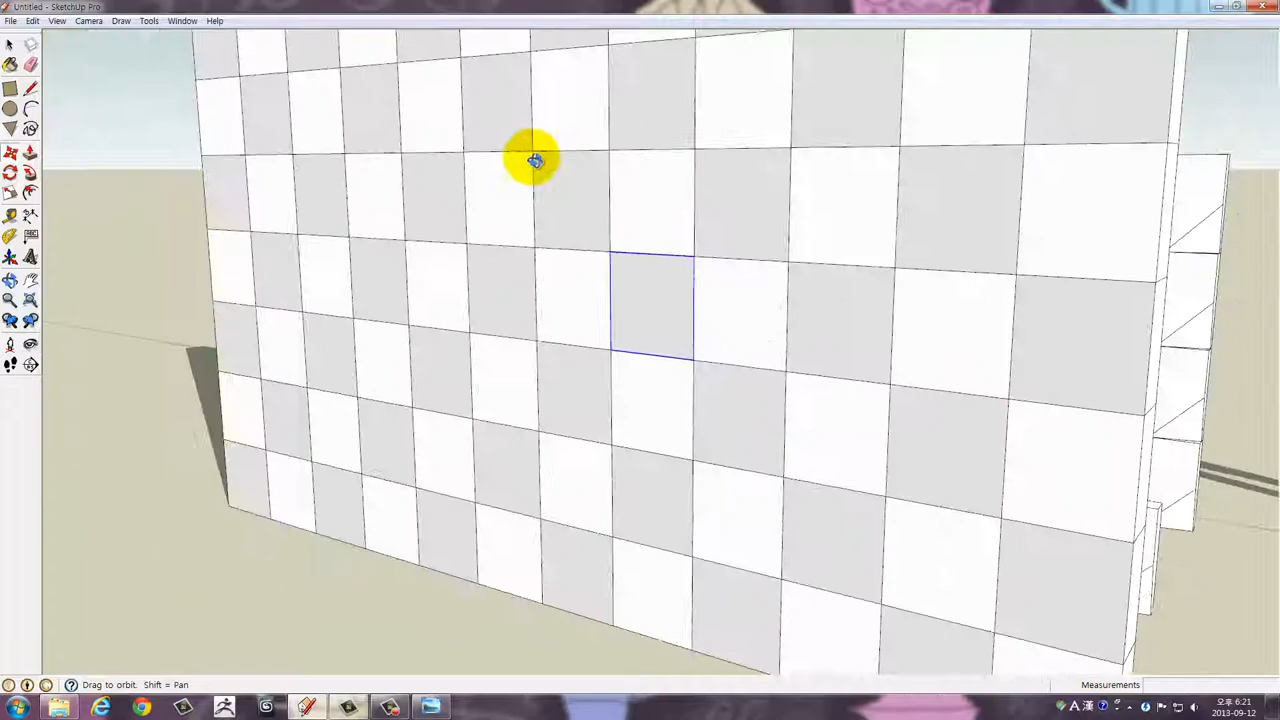 Untitled - SketchUp Pro
File Edit View Camera Draw Tools Window Help
Drag to orbit. Shift = Pan
Measurements
A 漢
오후 6:21
2013-09-12